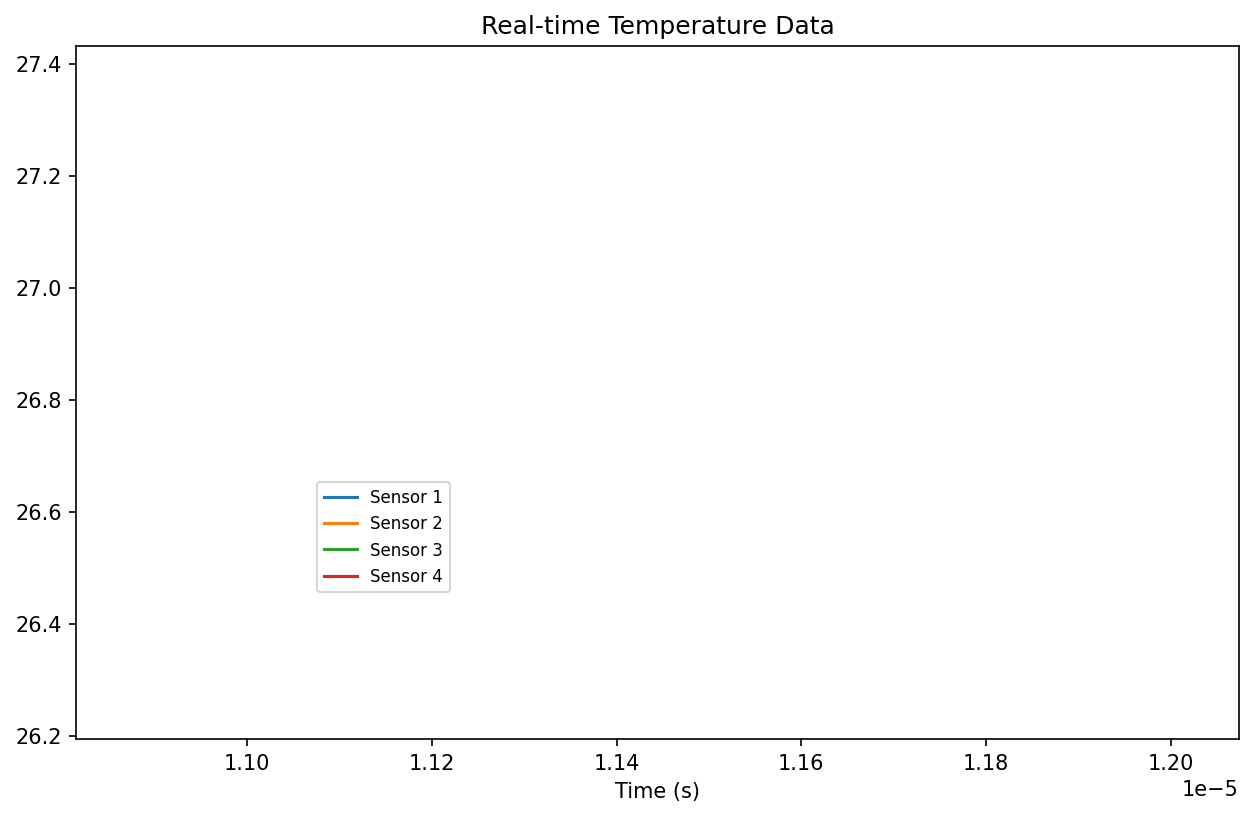 Real-time Temperature Data
27.4
27.2
27.0
26.8
26.6
26.4
26.2
Sensor 1
Sensor 2
Sensor 3
Sensor 4
1.10 1.12 1.14 1.16 1.18 1.20
1e−5
Time (s)